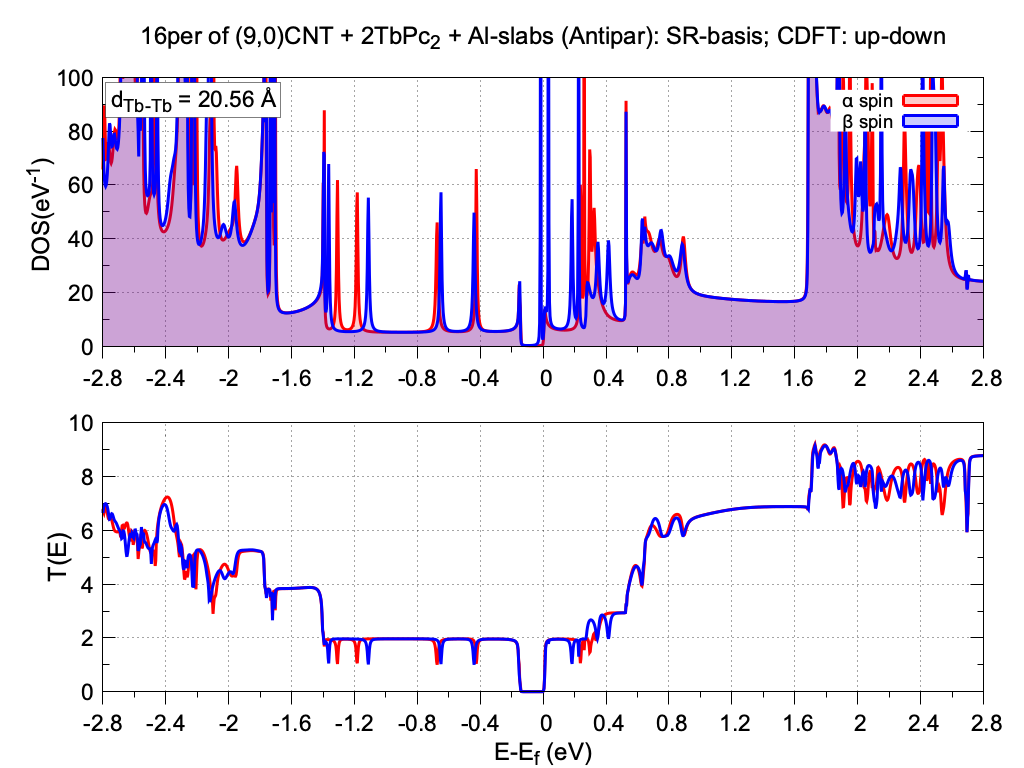 16per of (9,0)CNT + 2TbPc2 + Al-slabs (Antipar): SR-basis; CDFT: up-down
100
80
60
40
20
0
DOS(eV-1)
dTb-Tb = 20.56 Å
α spin
β spin
-2.8 -2.4 -2 -1.6 -1.2 -0.8 -0.4 0 0.4 0.8 1.2 1.6 2 2.4 2.8
10
8
6
4
2
0
T(E)
-2.8 -2.4 -2 -1.6 -1.2 -0.8 -0.4 0 0.4 0.8 1.2 1.6 2 2.4 2.8
E-Ef (eV)